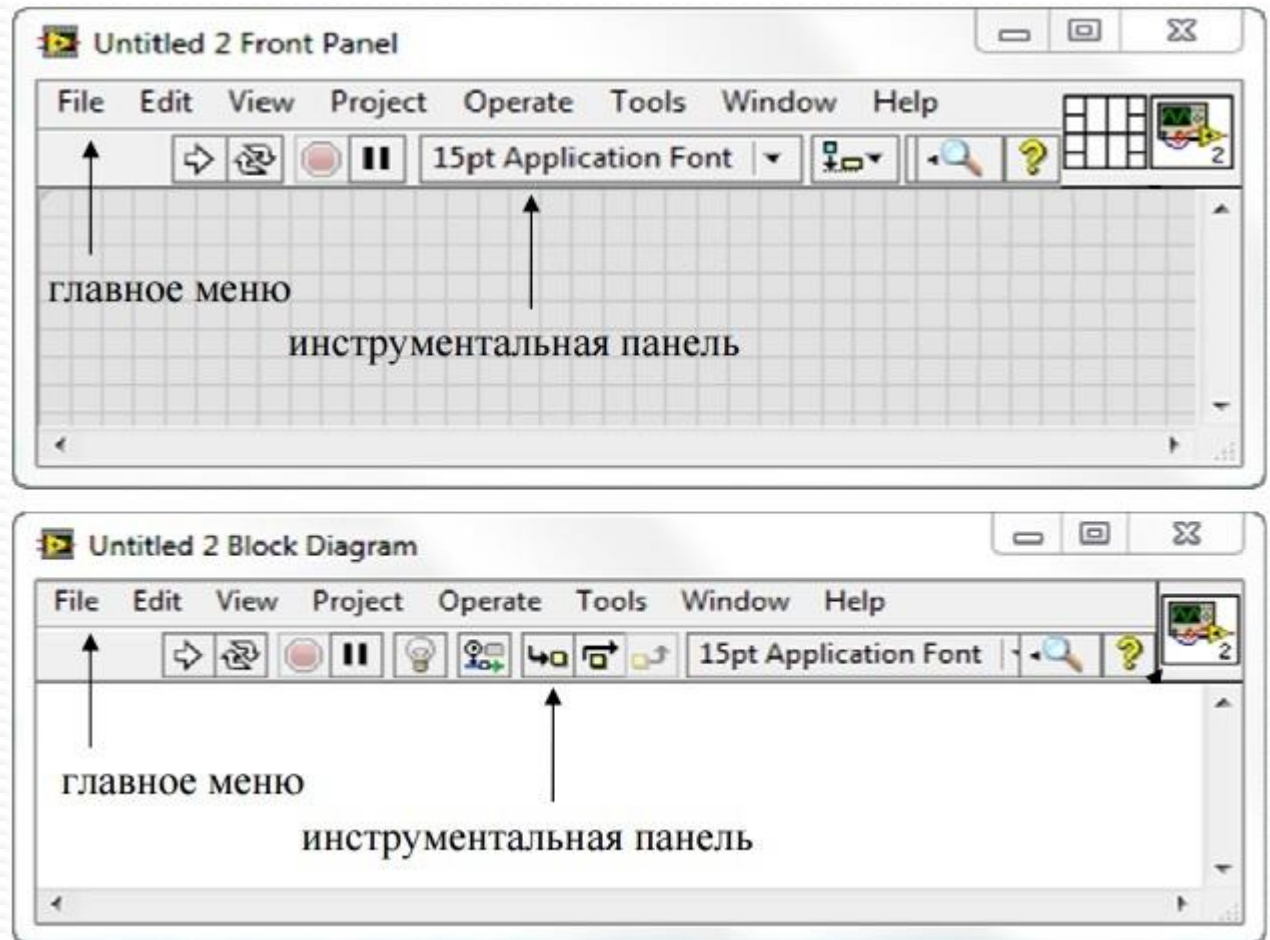 Untitled 2 Front Panel
File Edit View Project Operate Tools Window Help
15pt Application Font
2
главное меню
инструментальная панель
Untitled 2 Block Diagram
File Edit View Project Operate Tools Window Help
15pt Application Font
2
главное меню
инструментальная панель